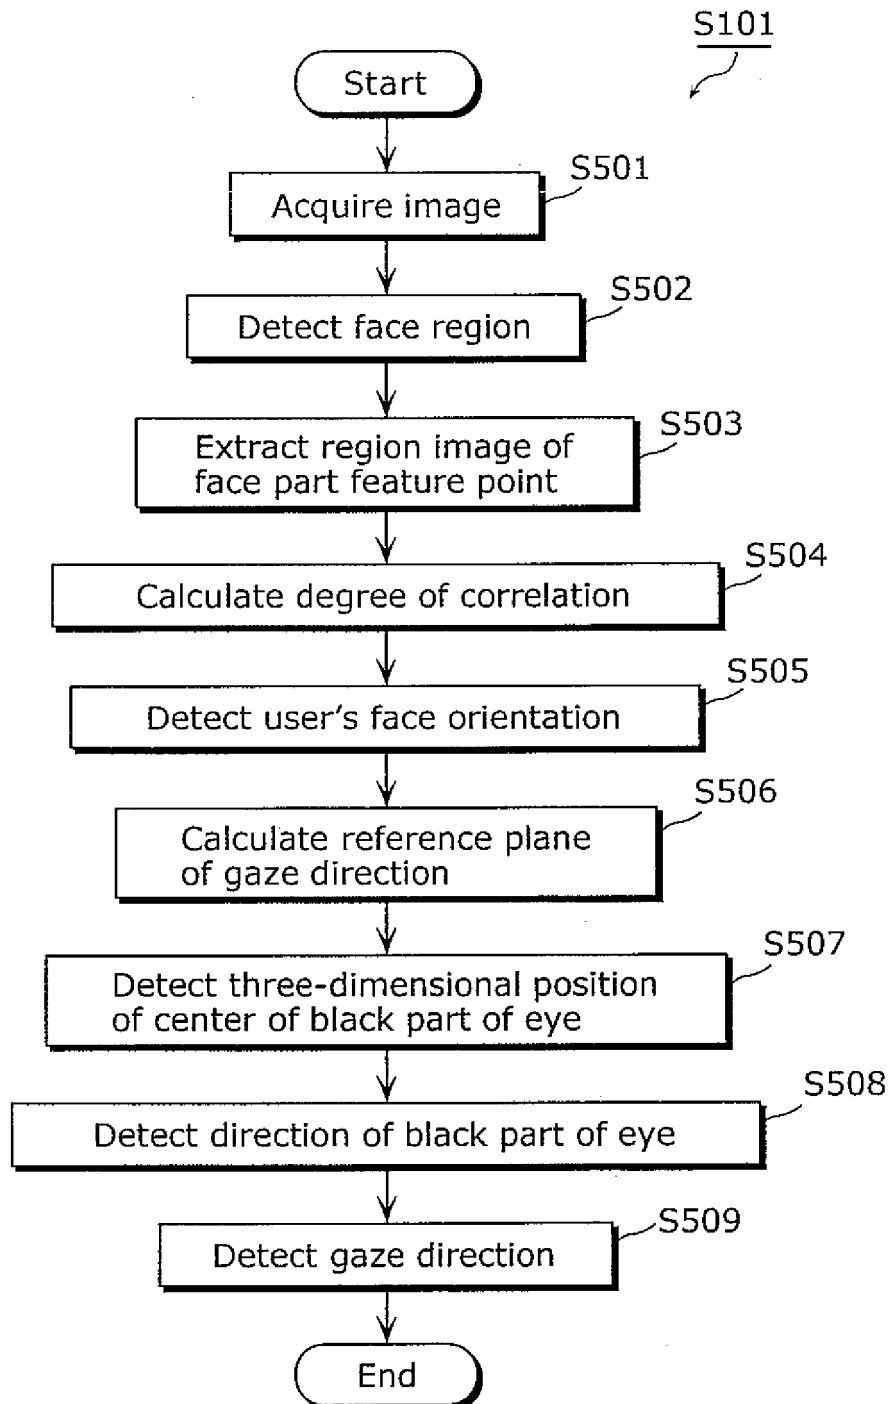 S101
Start
S501
Acquire image
S502
Detect face region
S503
Extract region image of
face part feature point
S504
Calculate degree of correlation
S505
Detect user's face orientation
S506
Calculate reference plane
of gaze direction
S507
Detect three-dimensional position
of center of black part of eye
S508
Detect direction of black part of eye
S509
Detect gaze direction
End